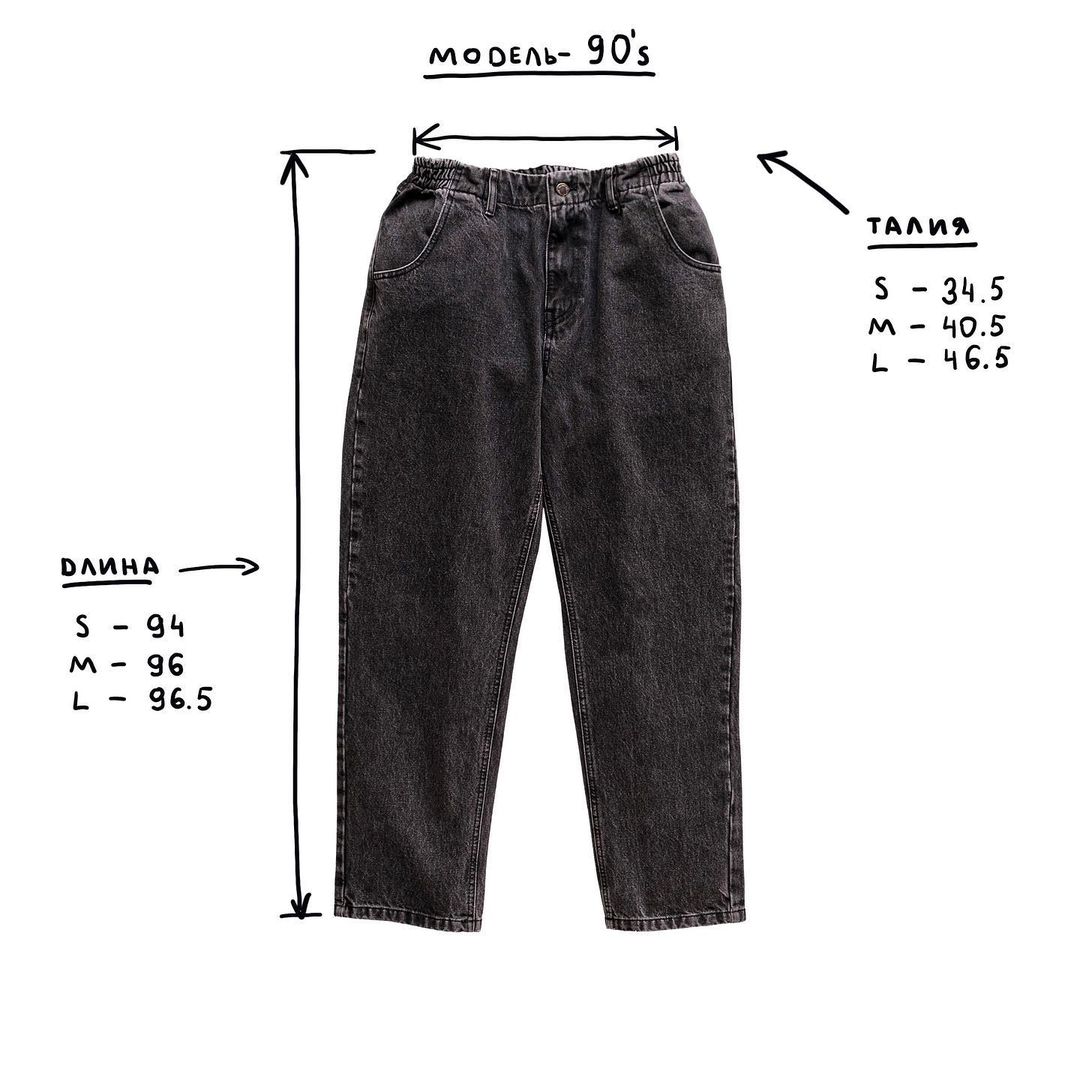 МОДЕЛЬ- 90's
ТАЛИЯ
S - 34.5
M - 40.5
L - 46.5
ДЛИНА
S - 94
M - 96
L - 96.5